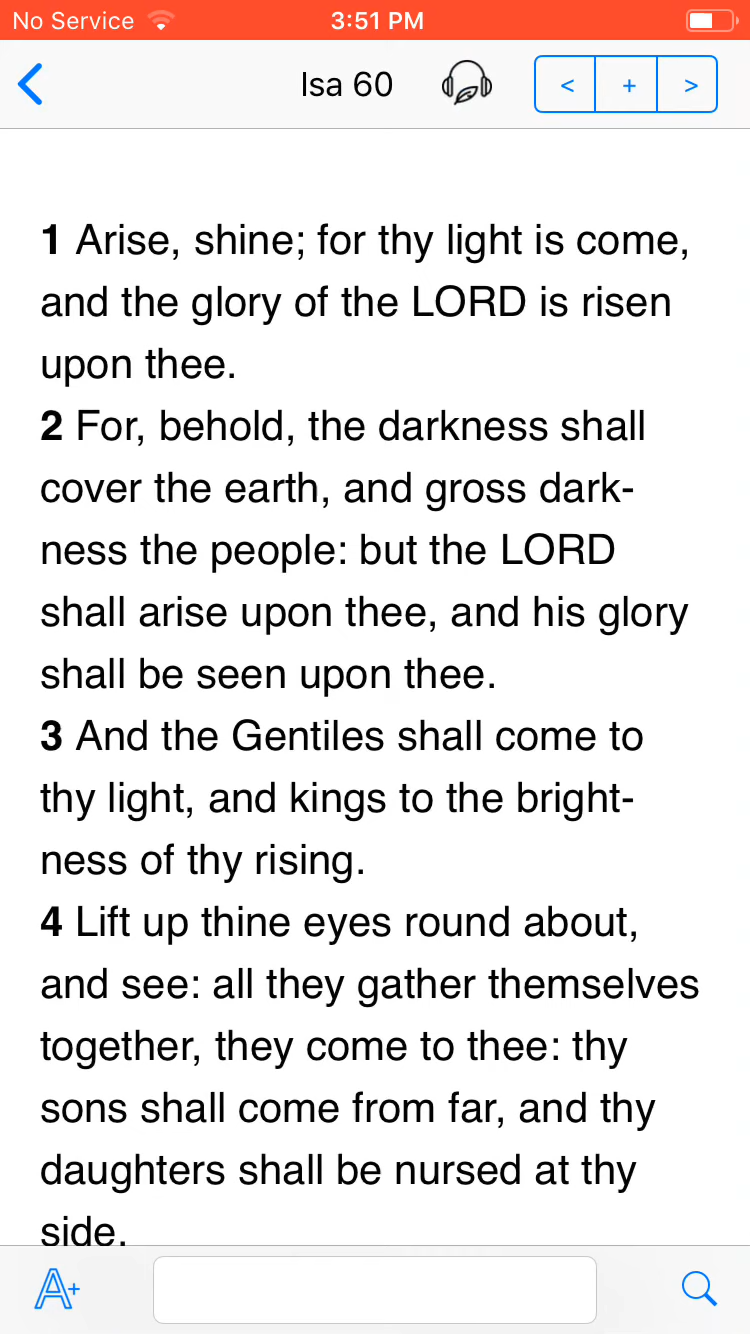 No Service 3:51 PM
Isa 60 < + >
1 Arise, shine; for thy light is come,
and the glory of the LORD is risen
upon thee.
2 For, behold, the darkness shall
cover the earth, and gross dark-
ness the people: but the LORD
shall arise upon thee, and his glory
shall be seen upon thee.
3 And the Gentiles shall come to
thy light, and kings to the bright-
ness of thy rising.
4 Lift up thine eyes round about,
and see: all they gather themselves
together, they come to thee: thy
sons shall come from far, and thy
daughters shall be nursed at thy
side.
A+